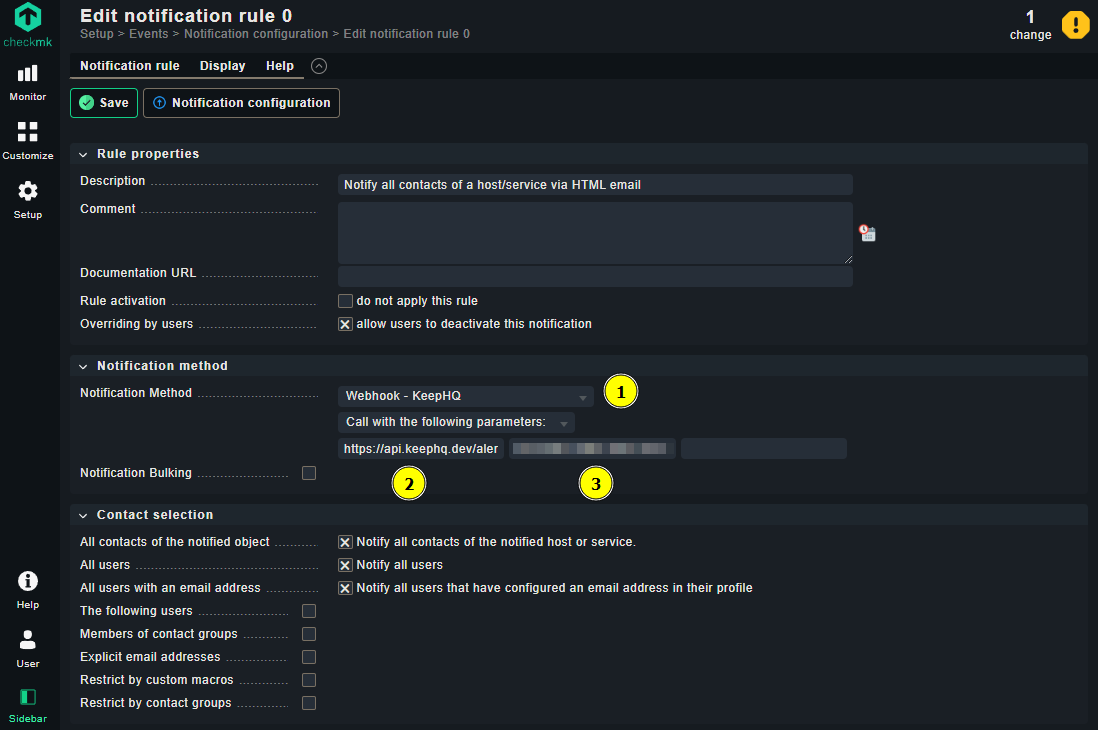 checkmk
Monitor
Customize
Setup
Help
User
Sidebar
Edit notification rule 0
Setup > Events > Notification configuration > Edit notification rule 0
1
change
Notification rule Display Help
Save Notification configuration
Rule properties
Description Notify all contacts of a host/service via HTML email
Comment
Documentation URL
Rule activation do not apply this rule
Overriding by users allow users to deactivate this notification
Notification method
Notification Method Webhook - KeepHQ 1
Call with the following parameters:
https://api.keephq.dev/aler
Notification Bulking 2 3
Contact selection
All contacts of the notified object Notify all contacts of the notified host or service.
All users Notify all users
All users with an email address Notify all users that have configured an email address in their profile
The following users
Members of contact groups
Explicit email addresses
Restrict by custom macros
Restrict by contact groups